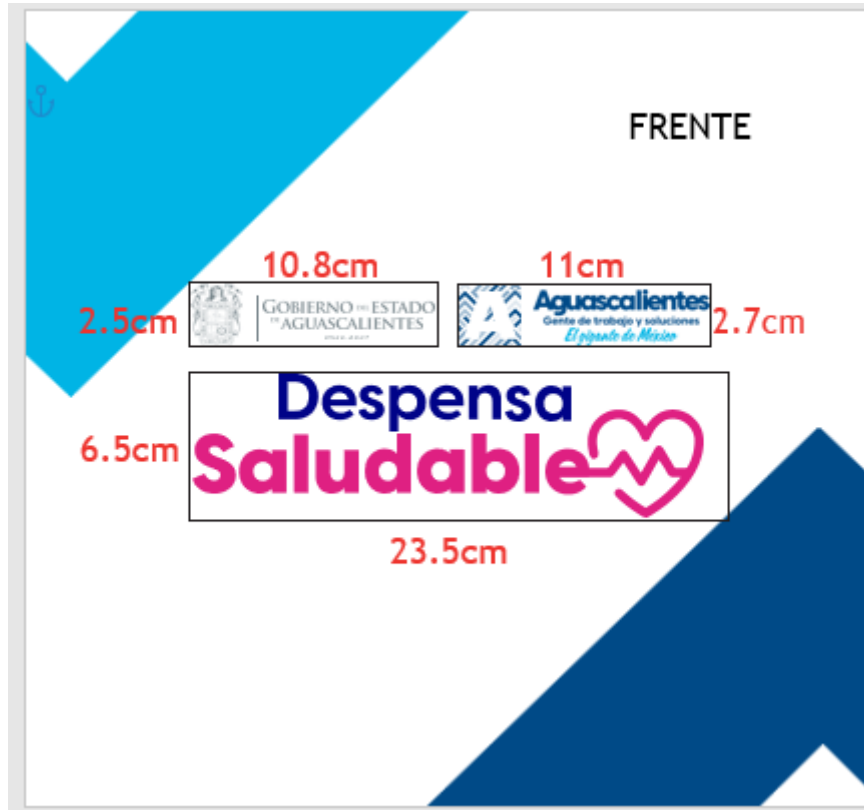 FRENTE
10.8cm
11cm
2.5cm
GOBIERNO DEL ESTADO
DE AGUASCALIENTES
A
Aguascalientes
Gente de trabajo y soluciones
El gigante de México
2.7cm
Despensa
6.5cm
Saludable
23.5cm